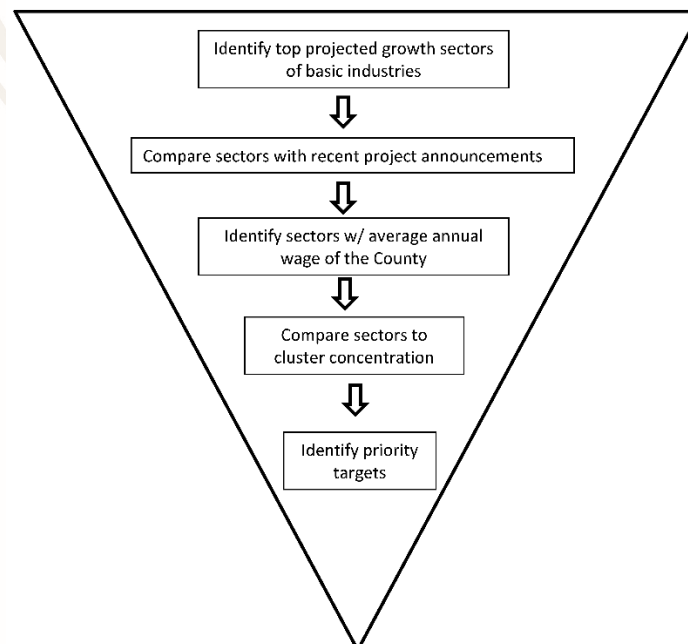 Identify top projected growth sectors
of basic industries
Compare sectors with recent project announcements
Identify sectors w/ average annual
wage of the County
Compare sectors to
cluster concentration
Identify priority
targets